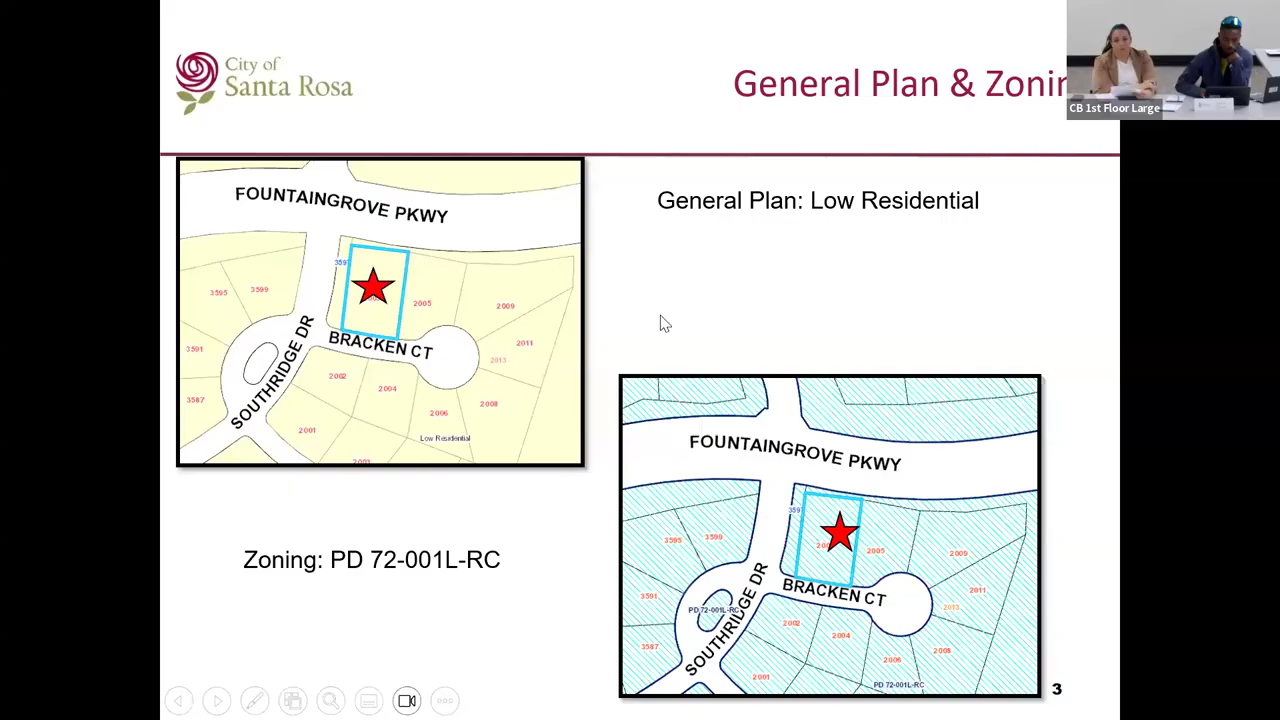 City of
Santa Rosa
General Plan & Zonin
CB 1st Floor Large
FOUNTAINGROVE PKWY
3595
3599
2005
2009
2011
2013
3591
BRACKEN CT
2002
2004
3587
SOUTHRIDGE DR
2006
2008
2001
Low Residential
General Plan: Low Residential
Zoning: PD 72-001L-RC
FOUNTAINGROVE PKWY
3595
3599
2005
2009
2011
2013
3591
BRACKEN CT
PD 72-001L-RC
2002
2004
3587
SOUTHRIDGE DR
2006
2008
2001
PD 72-001L-RC
3